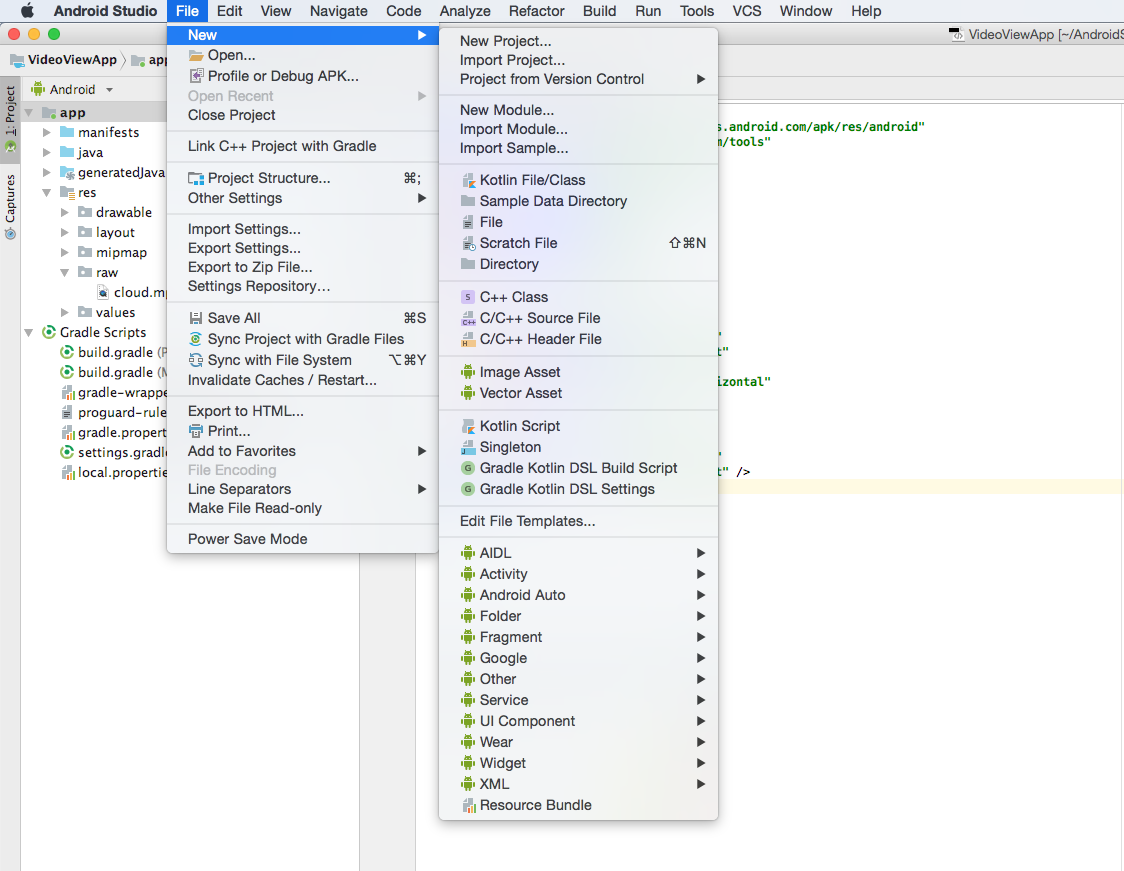 Android Studio File Edit View Navigate Code Analyze Refactor Build Run Tools VCS Window Help
VideoViewApp [~/AndroidS
VideoViewApp app
Android
1: Project
Captures
app
manifests
java
generatedJava
res
drawable
layout
mipmap
raw
cloud.mp
values
Gradle Scripts
build.gradle (P
build.gradle (M
gradle-wrappe
proguard-rule
gradle.propert
settings.gradle
local.propertie
New
Open...
Profile or Debug APK...
Open Recent
Close Project
Link C++ Project with Gradle
Project Structure... ⌘;
Other Settings
Import Settings...
Export Settings...
Export to Zip File...
Settings Repository...
Save All ⌘S
Sync Project with Gradle Files
Sync with File System ⌥⌘Y
Invalidate Caches / Restart...
Export to HTML...
Print...
Add to Favorites
File Encoding
Line Separators
Make File Read-only
Power Save Mode
New Project...
Import Project...
Project from Version Control
New Module...
Import Module...
Import Sample...
Kotlin File/Class
Sample Data Directory
File
Scratch File ⇧⌘N
Directory
S C++ Class
C++ C/C++ Source File
H C/C++ Header File
Image Asset
Vector Asset
Kotlin Script
J Singleton
G Gradle Kotlin DSL Build Script
G Gradle Kotlin DSL Settings
Edit File Templates...
AIDL
Activity
Android Auto
Folder
Fragment
Google
Other
Service
UI Component
Wear
Widget
XML
Resource Bundle
s.android.com/apk/res/android"
m/tools"
t"
izontal"
t" />